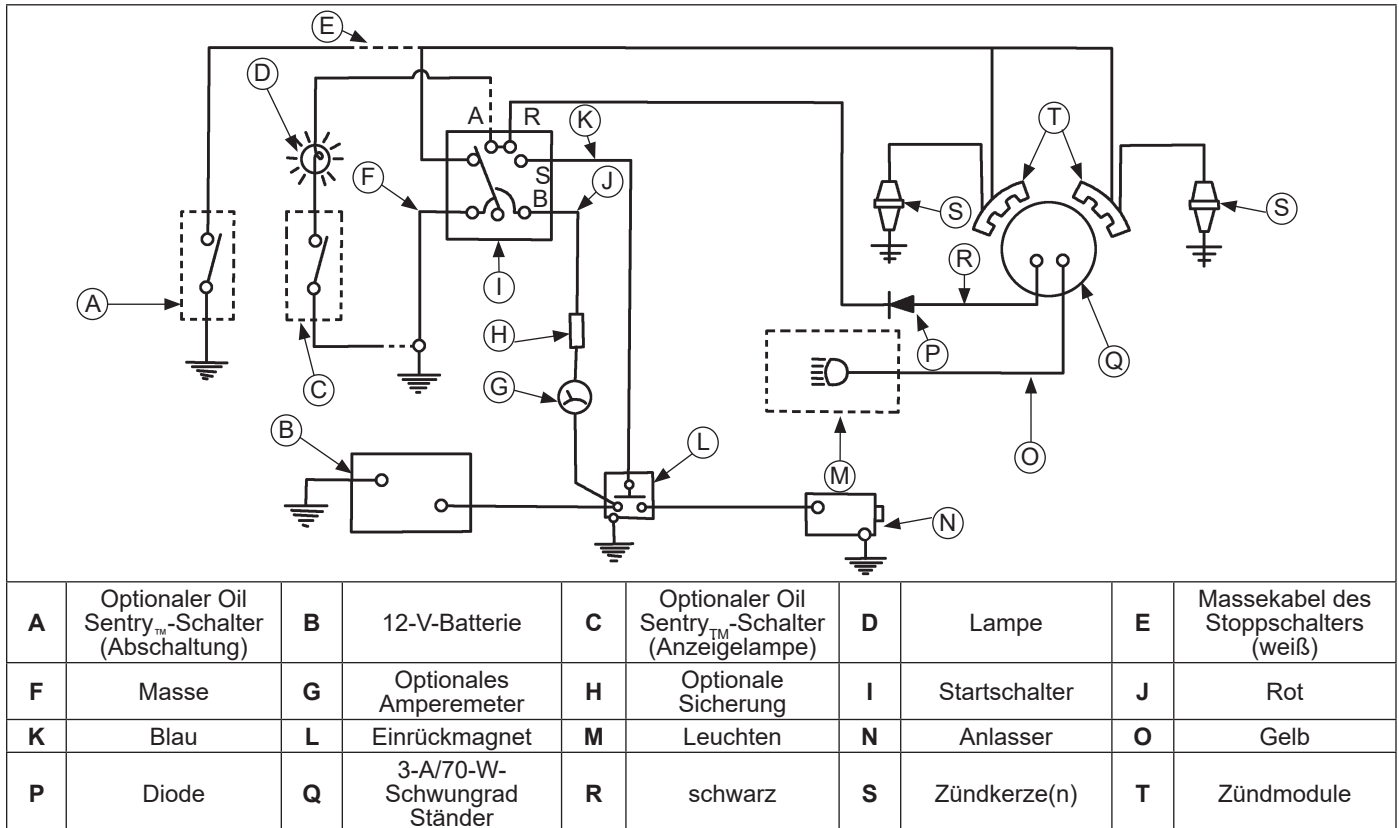 E
D
A
R
K
T
F
S
J
B
S
S
I
R
A
H
P
Q
C
G
B
L
O
M
N
A
Optionaler Oil
Sentry™-Schalter
(Abschaltung)
B
12-V-Batterie
C
Optionaler Oil
Sentry™-Schalter
(Anzeigelampe)
D
Lampe
E
Massekabel des
Stoppschalters
(weiß)
F
Masse
G
Optionales
Amperemeter
H
Optionale
Sicherung
I
Startschalter
J
Rot
K
Blau
L
Einrückmagnet
M
Leuchten
N
Anlasser
O
Gelb
P
Diode
Q
3-A/70-W-
Schwungrad
Ständer
R
schwarz
S
Zündkerze(n)
T
Zündmodule